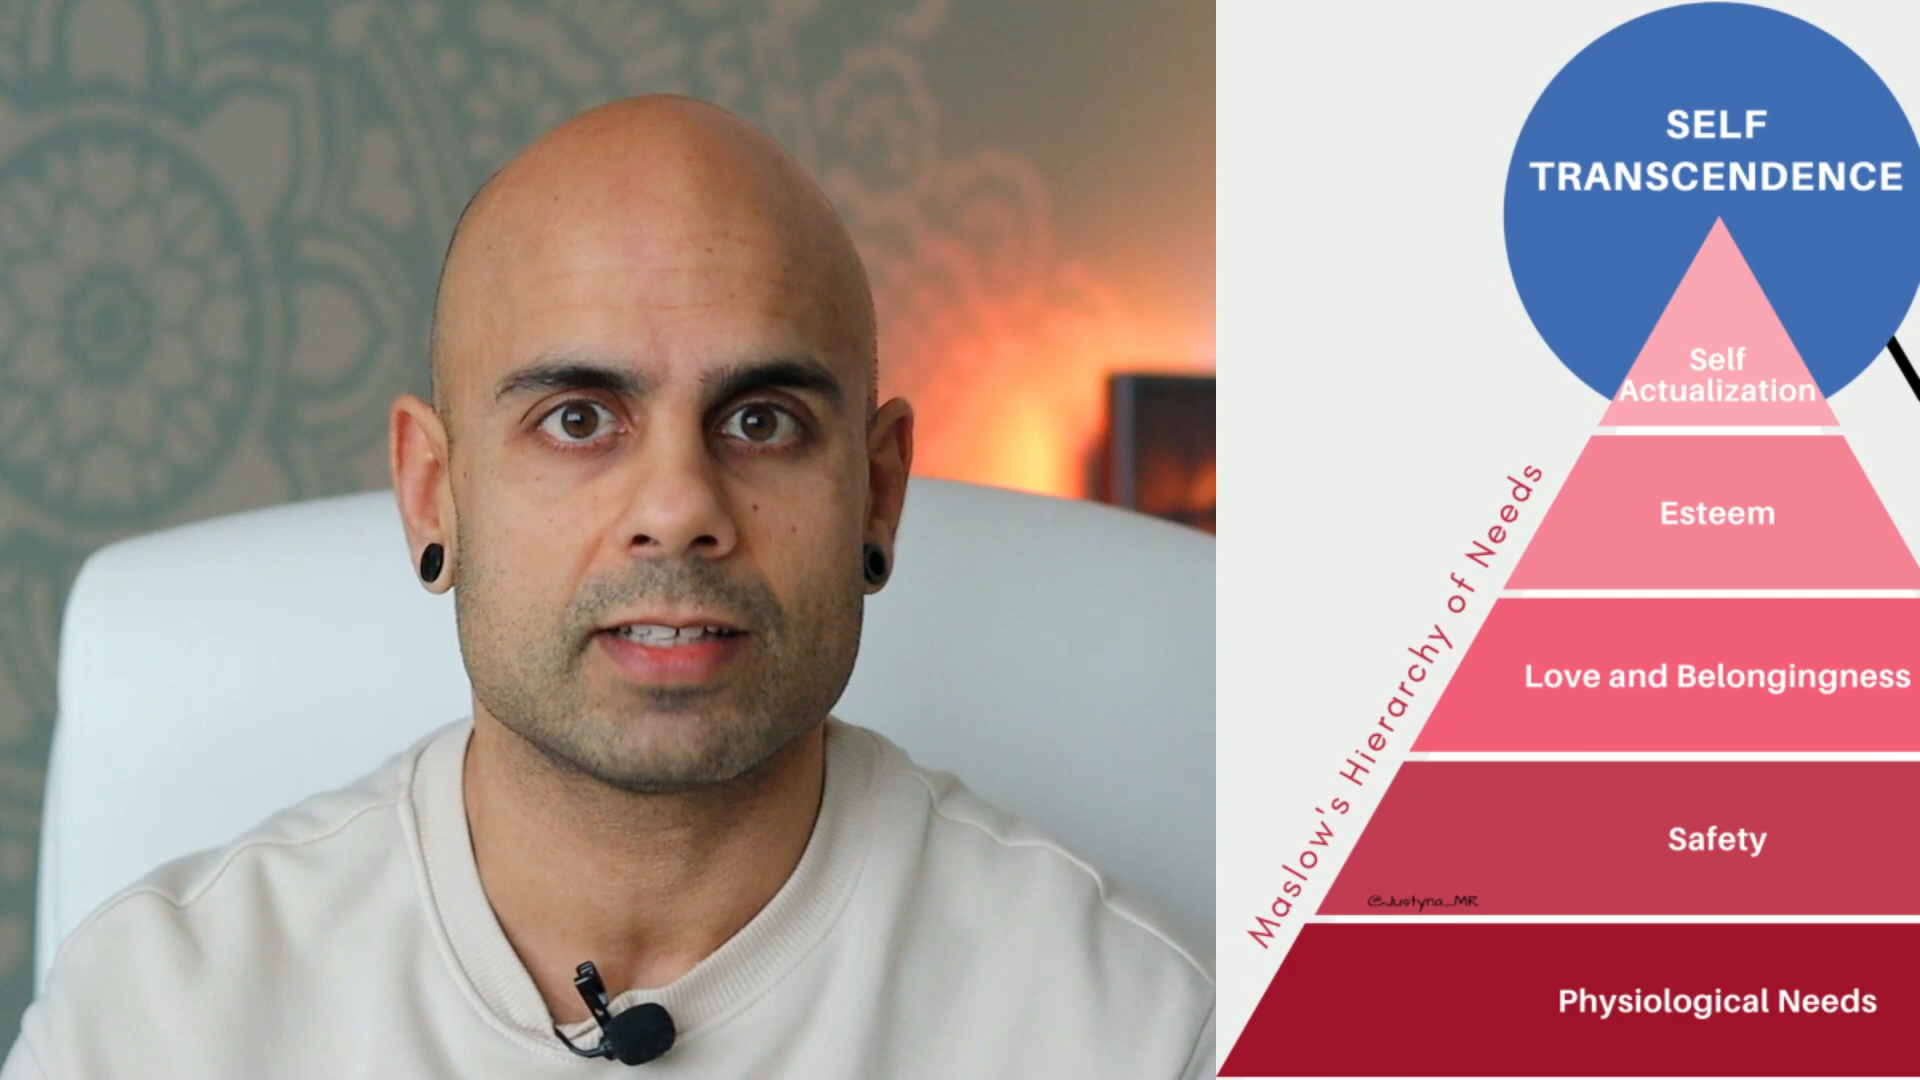 SELF
TRANSCENDENCE
Self
Actualization
Esteem
Love and Belongingness
Safety
Physiological Needs
Maslow's Hierarchy of Needs
@Justyna_MR